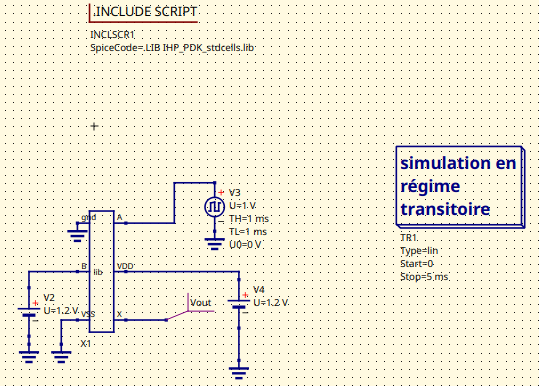 .INCLUDE SCRIPT
INCLSCR1
SpiceCode=.LIB IHP_PDK_stdcells.lib
simulation en
régime
transitoire
TR1
Type=lin
Start=0
Stop=5 ms
V3
U=1 V
TH=1 ms
TL=1 ms
U0=0 V
gnd
A
B
lib
VDD
V2
U=1.2 V
VSS
X
X1
Vout
V4
U=1.2 V